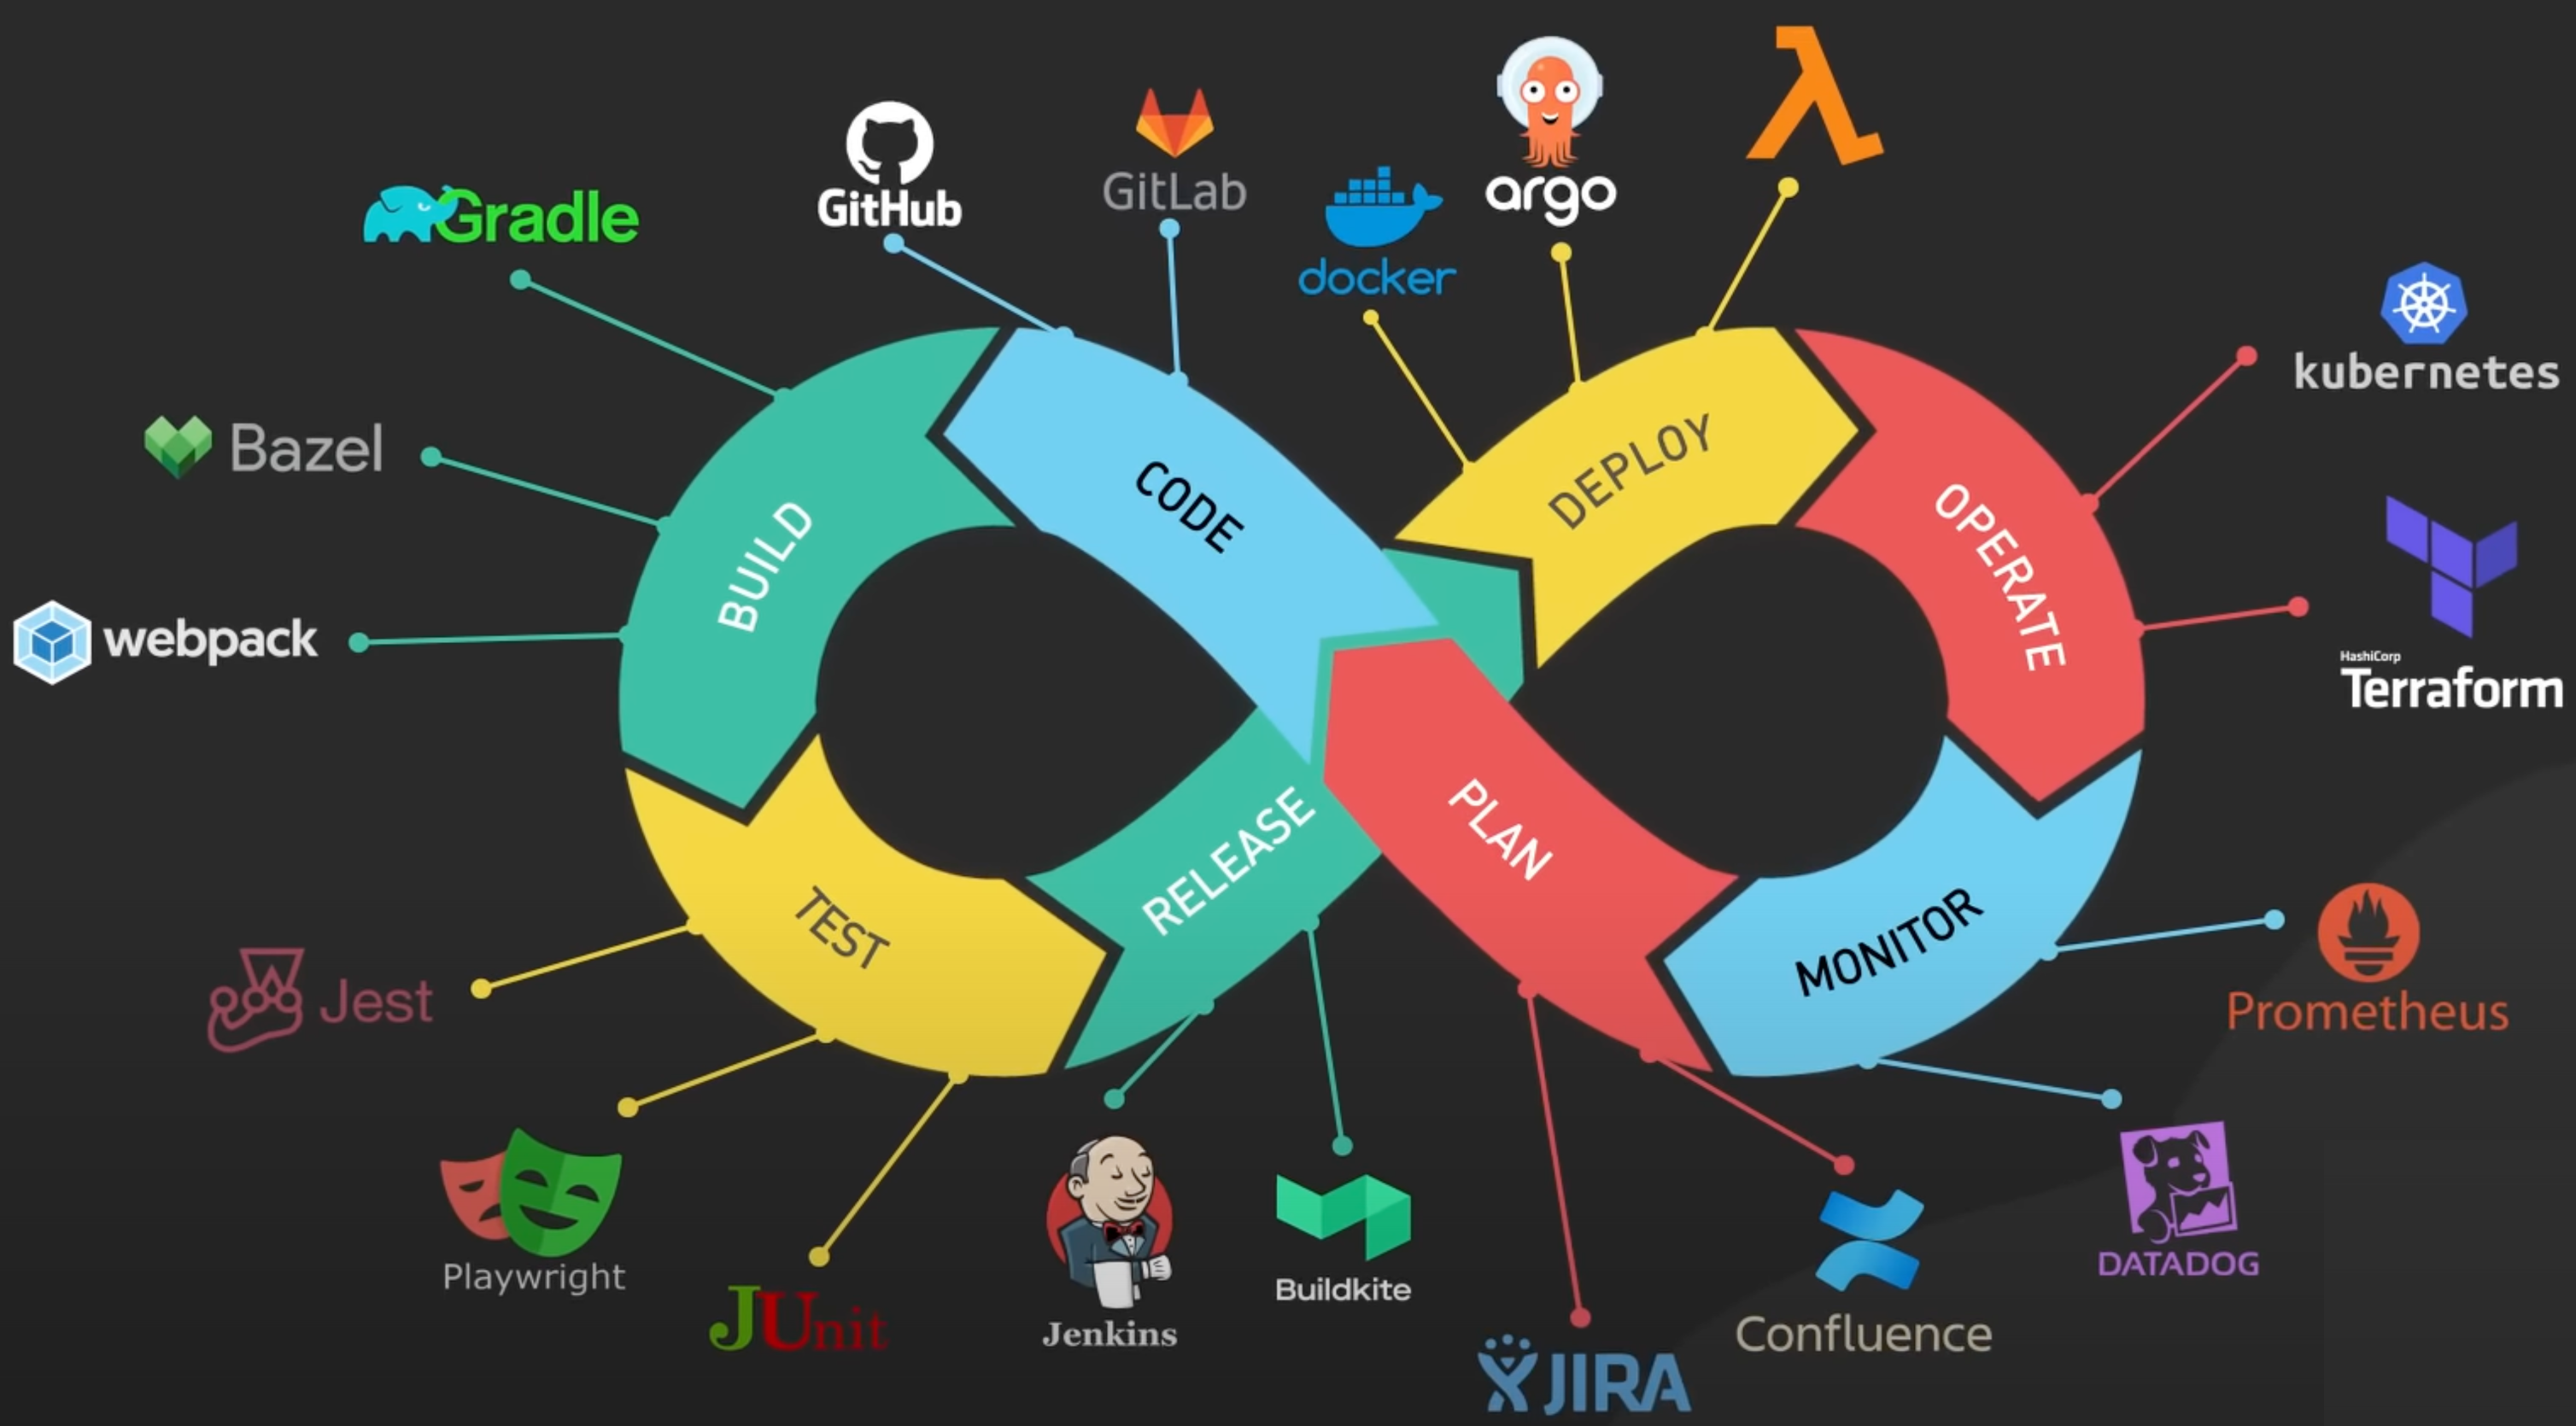 Gradle
GitHub
GitLab
docker
argo
kubernetes
Bazel
webpack
HashiCorp
Terraform
Jest
Playwright
JUnit
Jenkins
Buildkite
JIRA
Confluence
DATADOG
Prometheus
BUILD
CODE
DEPLOY
OPERATE
TEST
RELEASE
PLAN
MONITOR